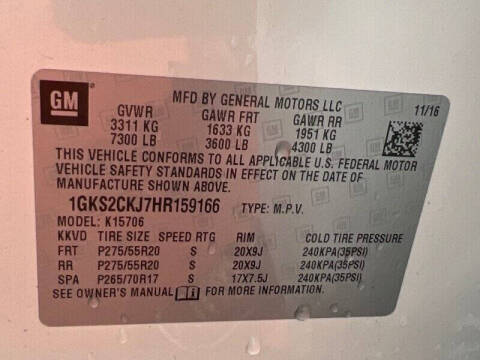 GM
MFD BY GENERAL MOTORS LLC 11/16
GVWR GAWR FRT GAWR RR
3311 KG 1633 KG 1951 KG
7300 LB 3600 LB 4300 LB
THIS VEHICLE CONFORMS TO ALL APPLICABLE U.S. FEDERAL MOTOR
VEHICLE SAFETY STANDARDS IN EFFECT ON THE DATE OF
MANUFACTURE SHOWN ABOVE.
1GKS2CKJ7HR159166 TYPE: M.P.V.
MODEL: K15706
KKVD TIRE SIZE SPEED RTG RIM COLD TIRE PRESSURE
FRT P275/55R20 S 20X9J 240KPA(35PSI)
RR P275/55R20 S 20X9J 240KPA(35PSI)
SPA P265/70R17 S 17X7.5J 240KPA(35PSI)
SEE OWNER'S MANUAL FOR MORE INFORMATION.